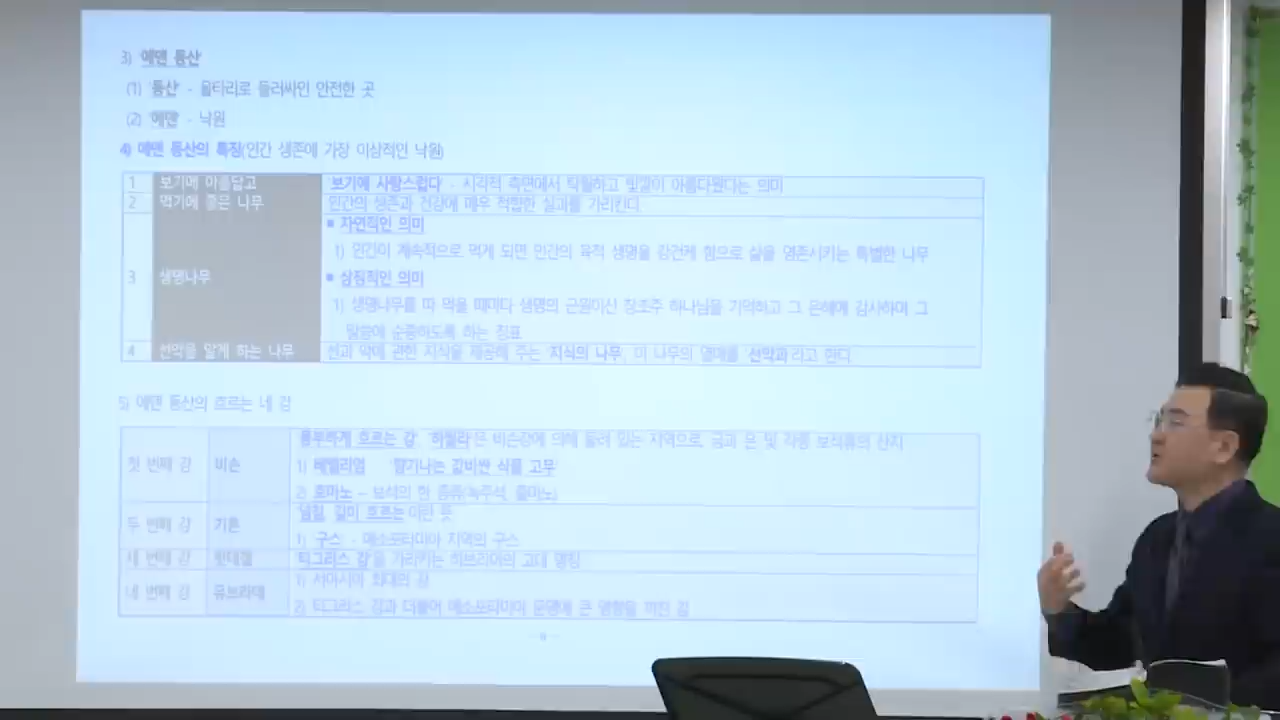 3) '에덴 동산'
(1) '동산' - 울타리로 둘러싸인 안전한 곳
(2) '에덴' - 낙원
4) 에덴 동산의 특징(인간 생존에 가장 이상적인 낙원)
1 보기에 아름답고 '보기에 사랑스럽다' - 시각적 측면에서 탁월하고 빛깔이 아름다웠다는 의미
2 먹기에 좋은 나무 인간의 생존과 건강에 매우 적합한 실과를 가리킨다
3 생명나무
■ 자연적인 의미
1) 인간이 계속적으로 먹게 되면 인간의 육적 생명을 강건케 함으로 삶을 영존시키는 특별한 나무
■ 상징적인 의미
1) 생명나무를 따 먹을 때마다 생명의 근원이신 창조주 하나님을 기억하고 그 은혜에 감사하며 그
말씀에 순종하도록 하는 징표
4 선악을 알게 하는 나무 선과 악에 관한 지식을 제공해 주는 '지식의 나무', 이 나무의 열매를 '선악과'라고 한다
5) 에덴 동산의 흐르는 네 강
첫 번째 강 비손
'풍부하게 흐르는 강', '하윌라'는 비손강에 의해 둘려 있는 지역으로, 금과 은 및 각종 보석류의 산지
1) 베델리엄 '향기나는 값비싼 식물 고무'
2) 호마노 – 보석의 한 종류(녹주석, 줄마노)
두 번째 강 기혼
'넘침, 길이 흐르는'이란 뜻
1) '구스' - 메소포타미아 지역의 구스
세 번째 강 힛데겔 '티그리스 강'을 가리키는 히브리어의 고대 명칭
네 번째 강 유브라데
1) 서아시아 최대의 강
2) 티그리스 강과 더불어 메소포타미아 문명에 큰 영향을 끼친 강